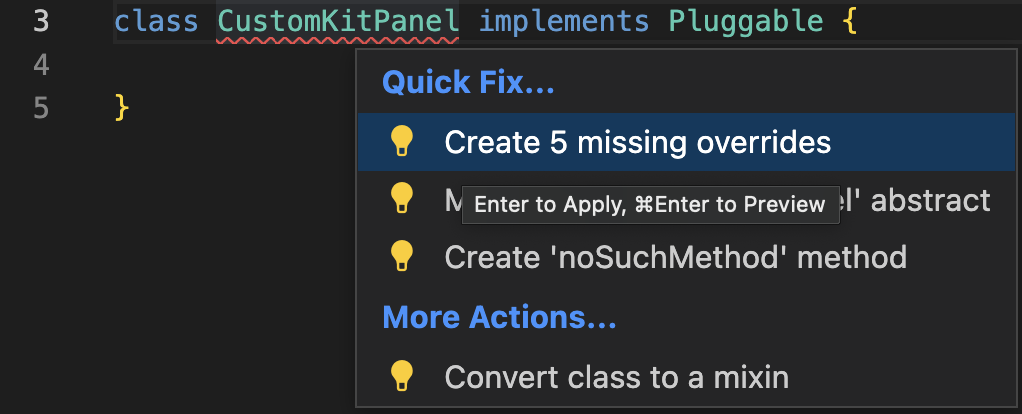 3 class CustomKitPanel implements Pluggable {
4
5 }
Quick Fix...
Create 5 missing overrides
Enter to Apply, ⌘Enter to Preview
abstract
Create 'noSuchMethod' method
More Actions...
Convert class to a mixin